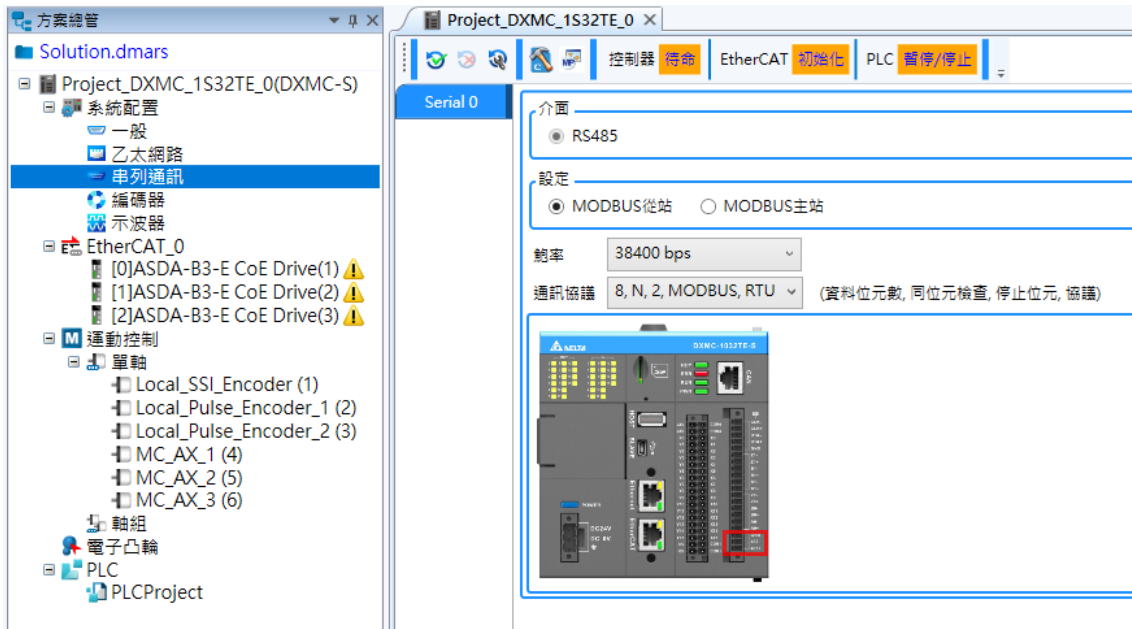 方案總管
Solution.dmars
Project_DXMC_1S32TE_0(DXMC-S)
系統配置
一般
乙太網路
串列通訊
編碼器
示波器
EtherCAT_0
[0]ASDA-B3-E CoE Drive(1)
[1]ASDA-B3-E CoE Drive(2)
[2]ASDA-B3-E CoE Drive(3)
運動控制
單軸
Local_SSI_Encoder (1)
Local_Pulse_Encoder_1 (2)
Local_Pulse_Encoder_2 (3)
MC_AX_1 (4)
MC_AX_2 (5)
MC_AX_3 (6)
軸組
電子凸輪
PLC
PLCProject
Project_DXMC_1S32TE_0
控制器 待命 EtherCAT 初始化 PLC 暫停/停止
Serial 0
介面
RS485
設定
MODBUS從站 MODBUS主站
鮑率 38400 bps
通訊協議 8, N, 2, MODBUS, RTU (資料位元數, 同位元檢查, 停止位元, 協議)
DELTA
CAN
HOST
Ethernet
EtherCAT
POWER
DC24V